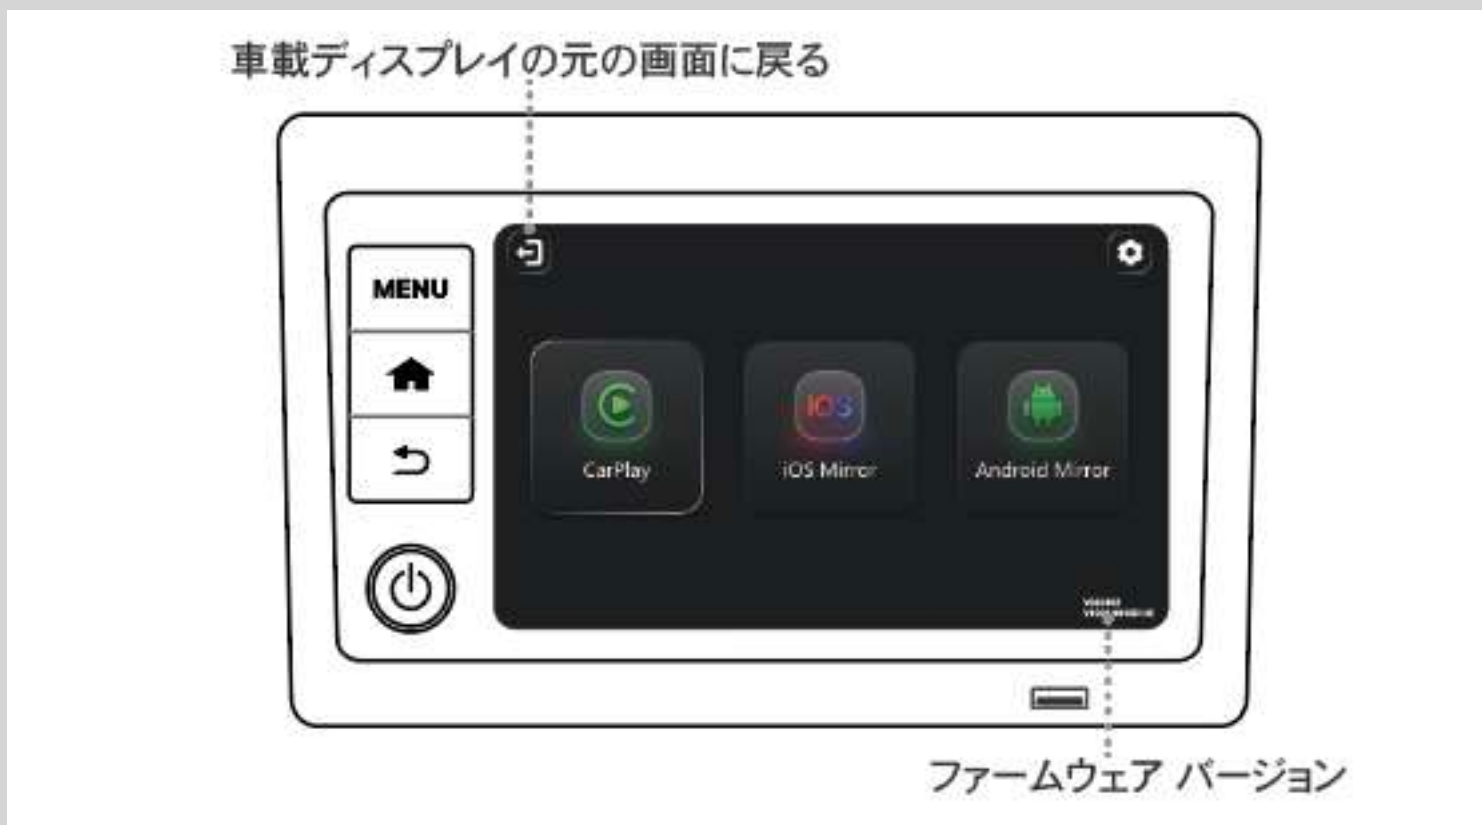 車載ディスプレイの元の画面に戻る
MENU
CarPlay
IOS
iOS Mirror
Android Mirror
ファームウェア バージョン